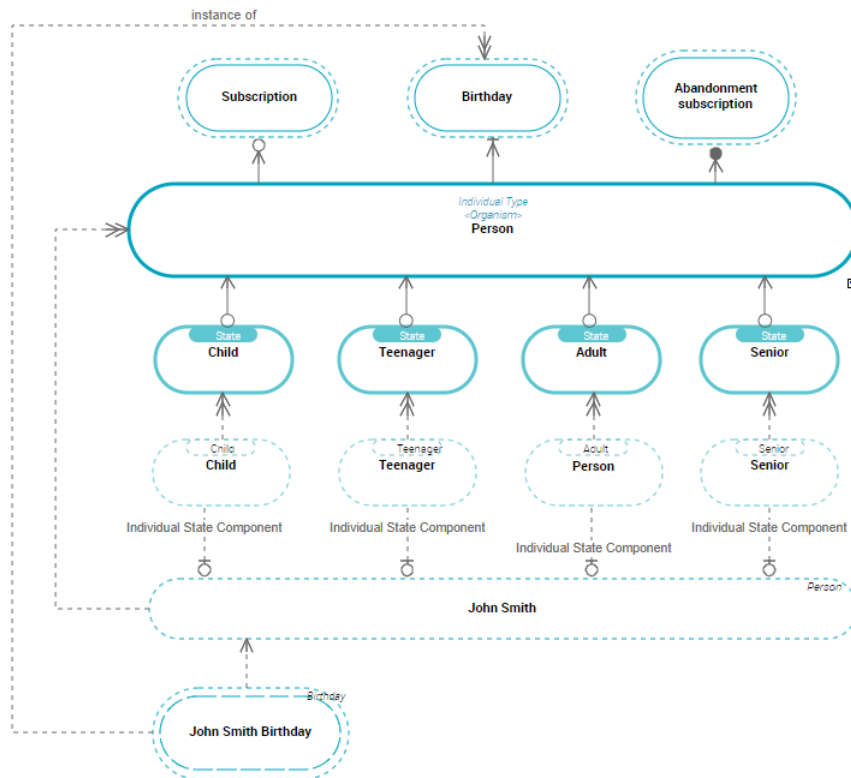 instance of
Subscription
Birthday
Abandonment
subscription
Individual Type
<Organism>
Person
State
State
State
State
Child
Teenager
Adult
Senior
Child
Teenager
Adult
Senior
Child
Teenager
Person
Senior
Individual State Component
Individual State Component
Individual State Component
Individual State Component
Person
John Smith
Birthday
John Smith Birthday